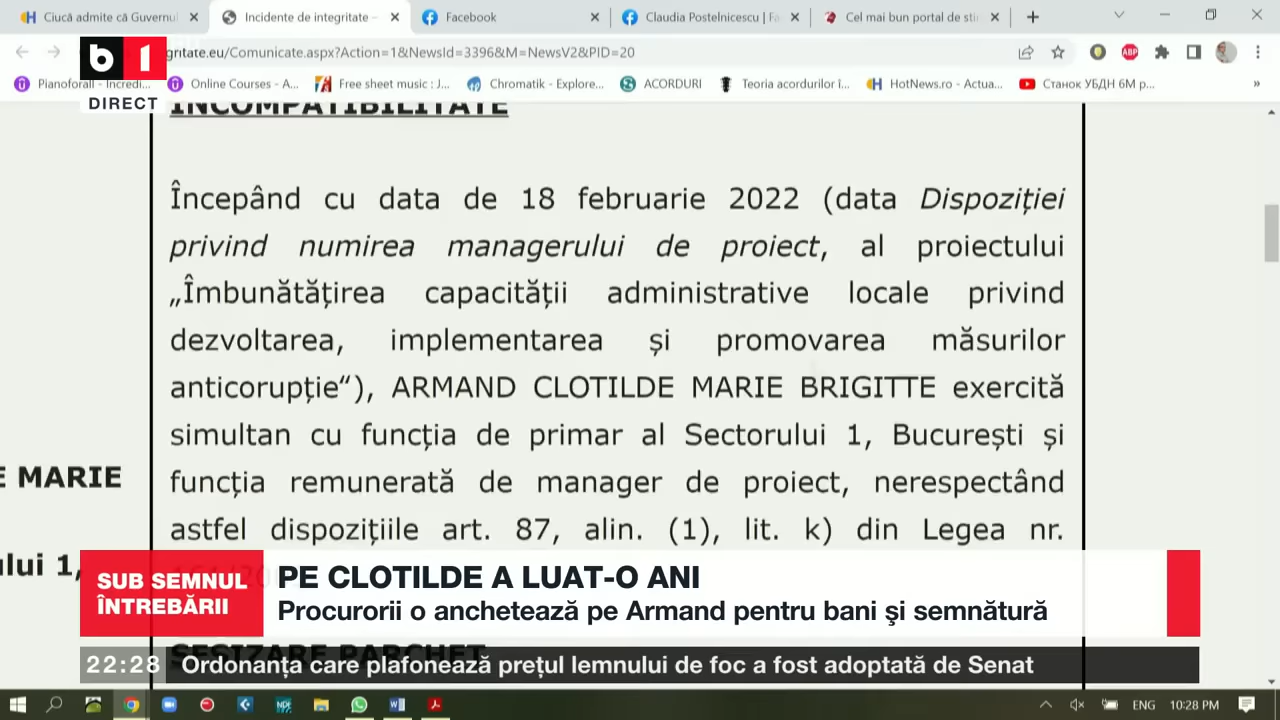 Ciucă admite că Guvernul
Incidente de integritate –
Facebook
Claudia Postelnicescu | Fa
Cel mai bun portal de știr
gritate.eu/Comunicate.aspx?Action=1&NewsId=3396&M=NewsV2&PID=20
Pianoforall - Incredi...
Online Courses - A...
Free sheet music : J...
Chromatik - Explore...
ACORDURI
Teoria acordurilor i...
HotNews.ro - Actua...
Станок УБДН 6М р...
»
b1
DIRECT
INCOMPATIBILITATE
Începând cu data de 18 februarie 2022 (data Dispoziției
privind numirea managerului de proiect, al proiectului
„Îmbunătățirea capacității administrative locale privind
dezvoltarea, implementarea și promovarea măsurilor
anticorupție“), ARMAND CLOTILDE MARIE BRIGITTE exercită
simultan cu funcția de primar al Sectorului 1, București și
E MARIE
funcția remunerată de manager de proiect, nerespectând
astfel dispozițiile art. 87, alin. (1), lit. k) din Legea nr.
ului 1,
SUB SEMNUL
ÎNTREBĂRII
PE CLOTILDE A LUAT-O ANI
Procurorii o anchetează pe Armand pentru bani şi semnătură
SESIZARE PARCHET
22:28
Ordonanța care plafonează prețul lemnului de foc a fost adoptată de Senat
ENG
10:28 PM